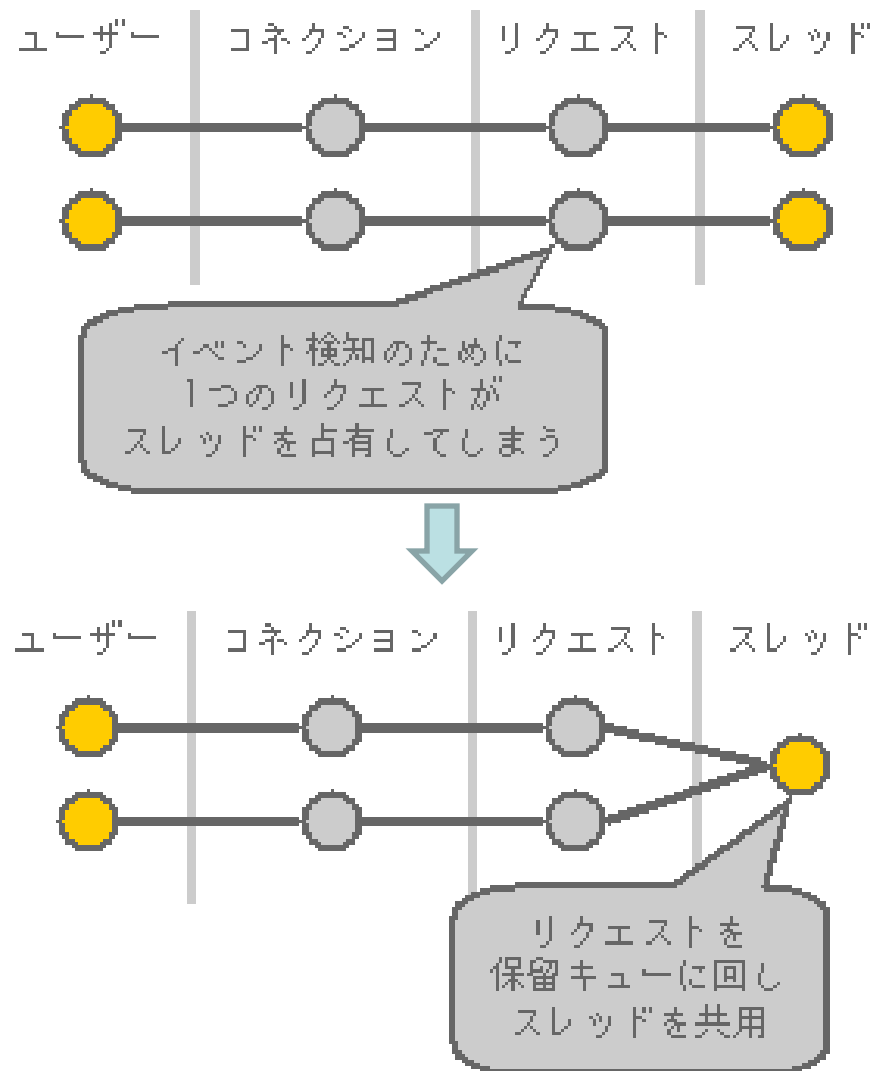 ユーザー コネクション リクエスト スレッド
イベント検知のために
1つのリクエストが
スレッドを占有してしまう
ユーザー コネクション リクエスト スレッド
リクエストを
保留キューに回し
スレッドを共用